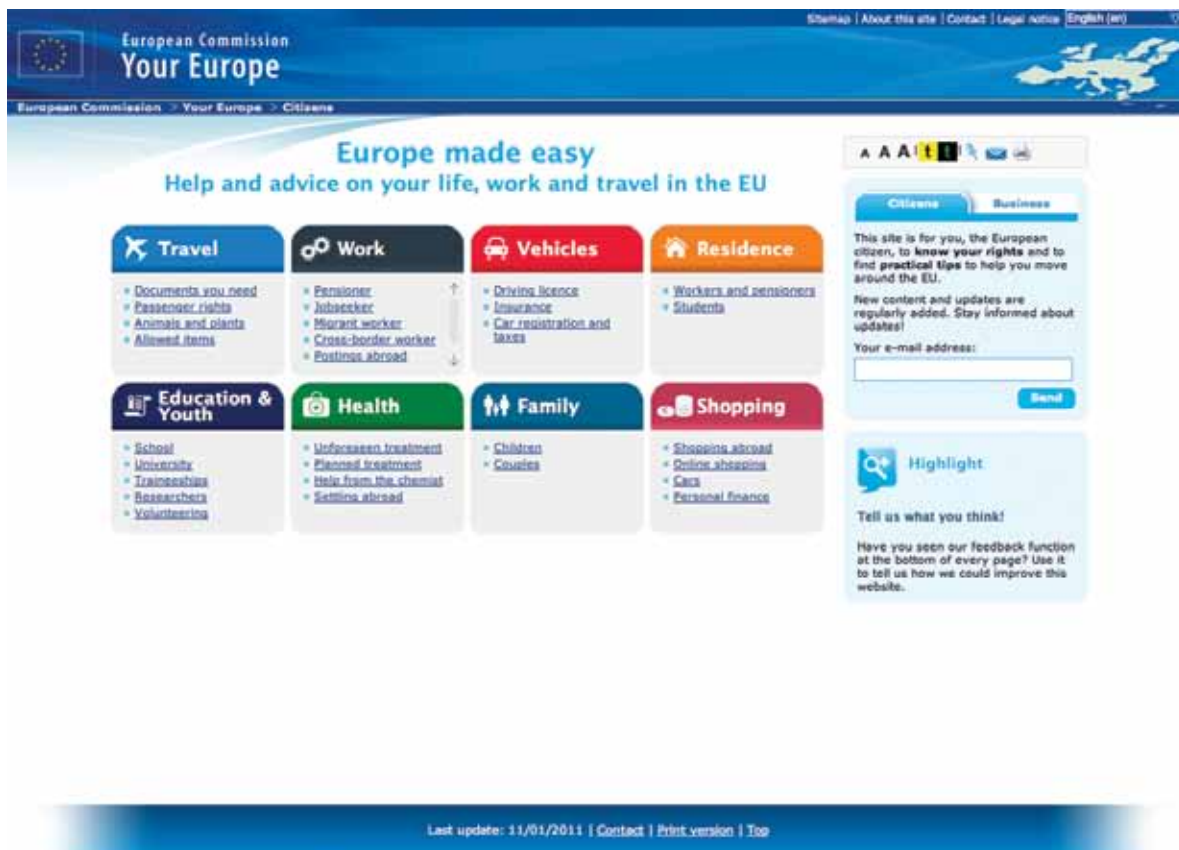 Sitemap | About this site | Contact | Legal notice English (en)
European Commission
Your Europe
European Commission > Your Europe > Citizens
Europe made easy
Help and advice on your life, work and travel in the EU
A A A t t
Travel
Documents you need
Passenger rights
Animals and plants
Allowed items
Work
Pensioner
Jobseeker
Migrant worker
Cross-border worker
Postings abroad
Vehicles
Driving licence
Insurance
Car registration and
taxes
Residence
Workers and pensioners
Students
Education &
Youth
School
University
Traineeships
Researchers
Volunteering
Health
Unforeseen treatment
Planned treatment
Help from the chemist
Settling abroad
Family
Children
Couples
Shopping
Shopping abroad
Online shopping
Cars
Personal finance
Citizens Business
This site is for you, the European
citizen, to know your rights and to
find practical tips to help you move
around the EU.
New content and updates are
regularly added. Stay informed about
updates!
Your e-mail address:
Send
Highlight
Tell us what you think!
Have you seen our feedback function
at the bottom of every page? Use it
to tell us how we could improve this
website.
Last update: 11/01/2011 | Contact | Print version | Top